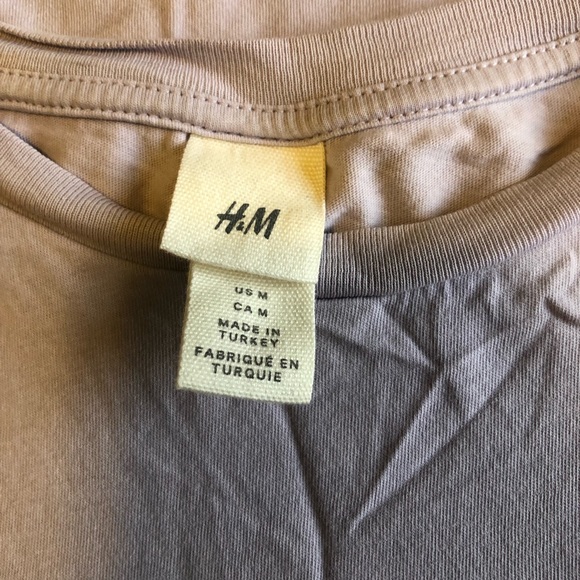 H&M
US M
CA M
MADE IN
TURKEY
FABRIQUÉ EN
TURQUIE